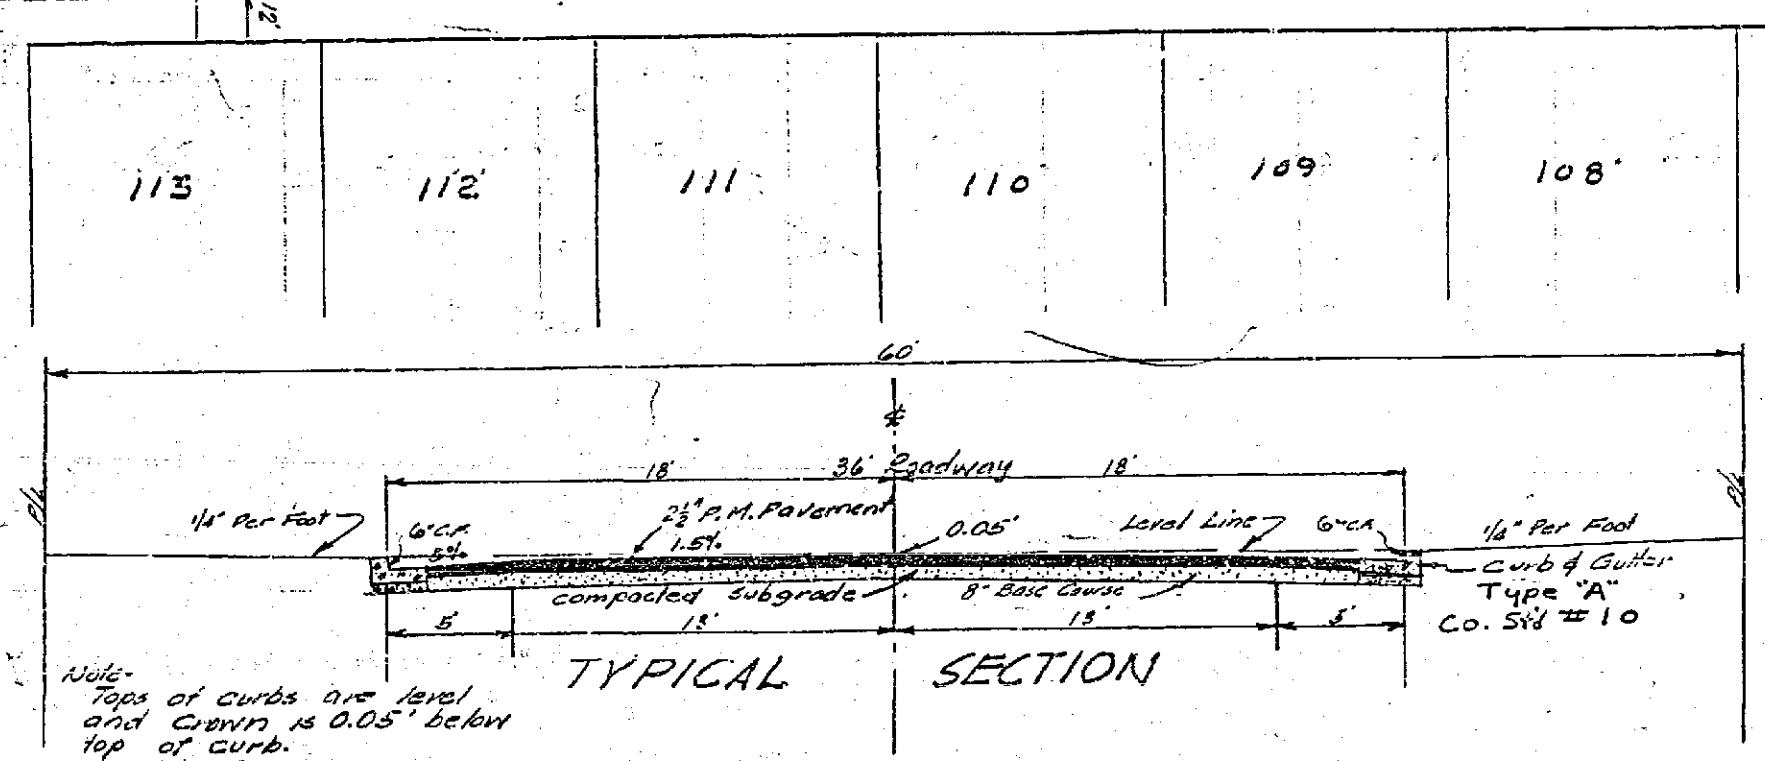 12'
113 112 111 110 109 108
60'
℄
18' 36' Roadway 18'
P/L P/L
1/4" Per Foot 6" C.F. 2½" P.M. Pavement 0.05' Level Line 6" C.F. 1/4" Per Foot
5% 1.5%
Curb & Gutter
compacted Subgrade 8" Base Course Type "A"
5' 13' 13' 5' Co. Std # 10
TYPICAL SECTION
Note-
Tops of curbs are level
and Crown is 0.05' below
top of curb.